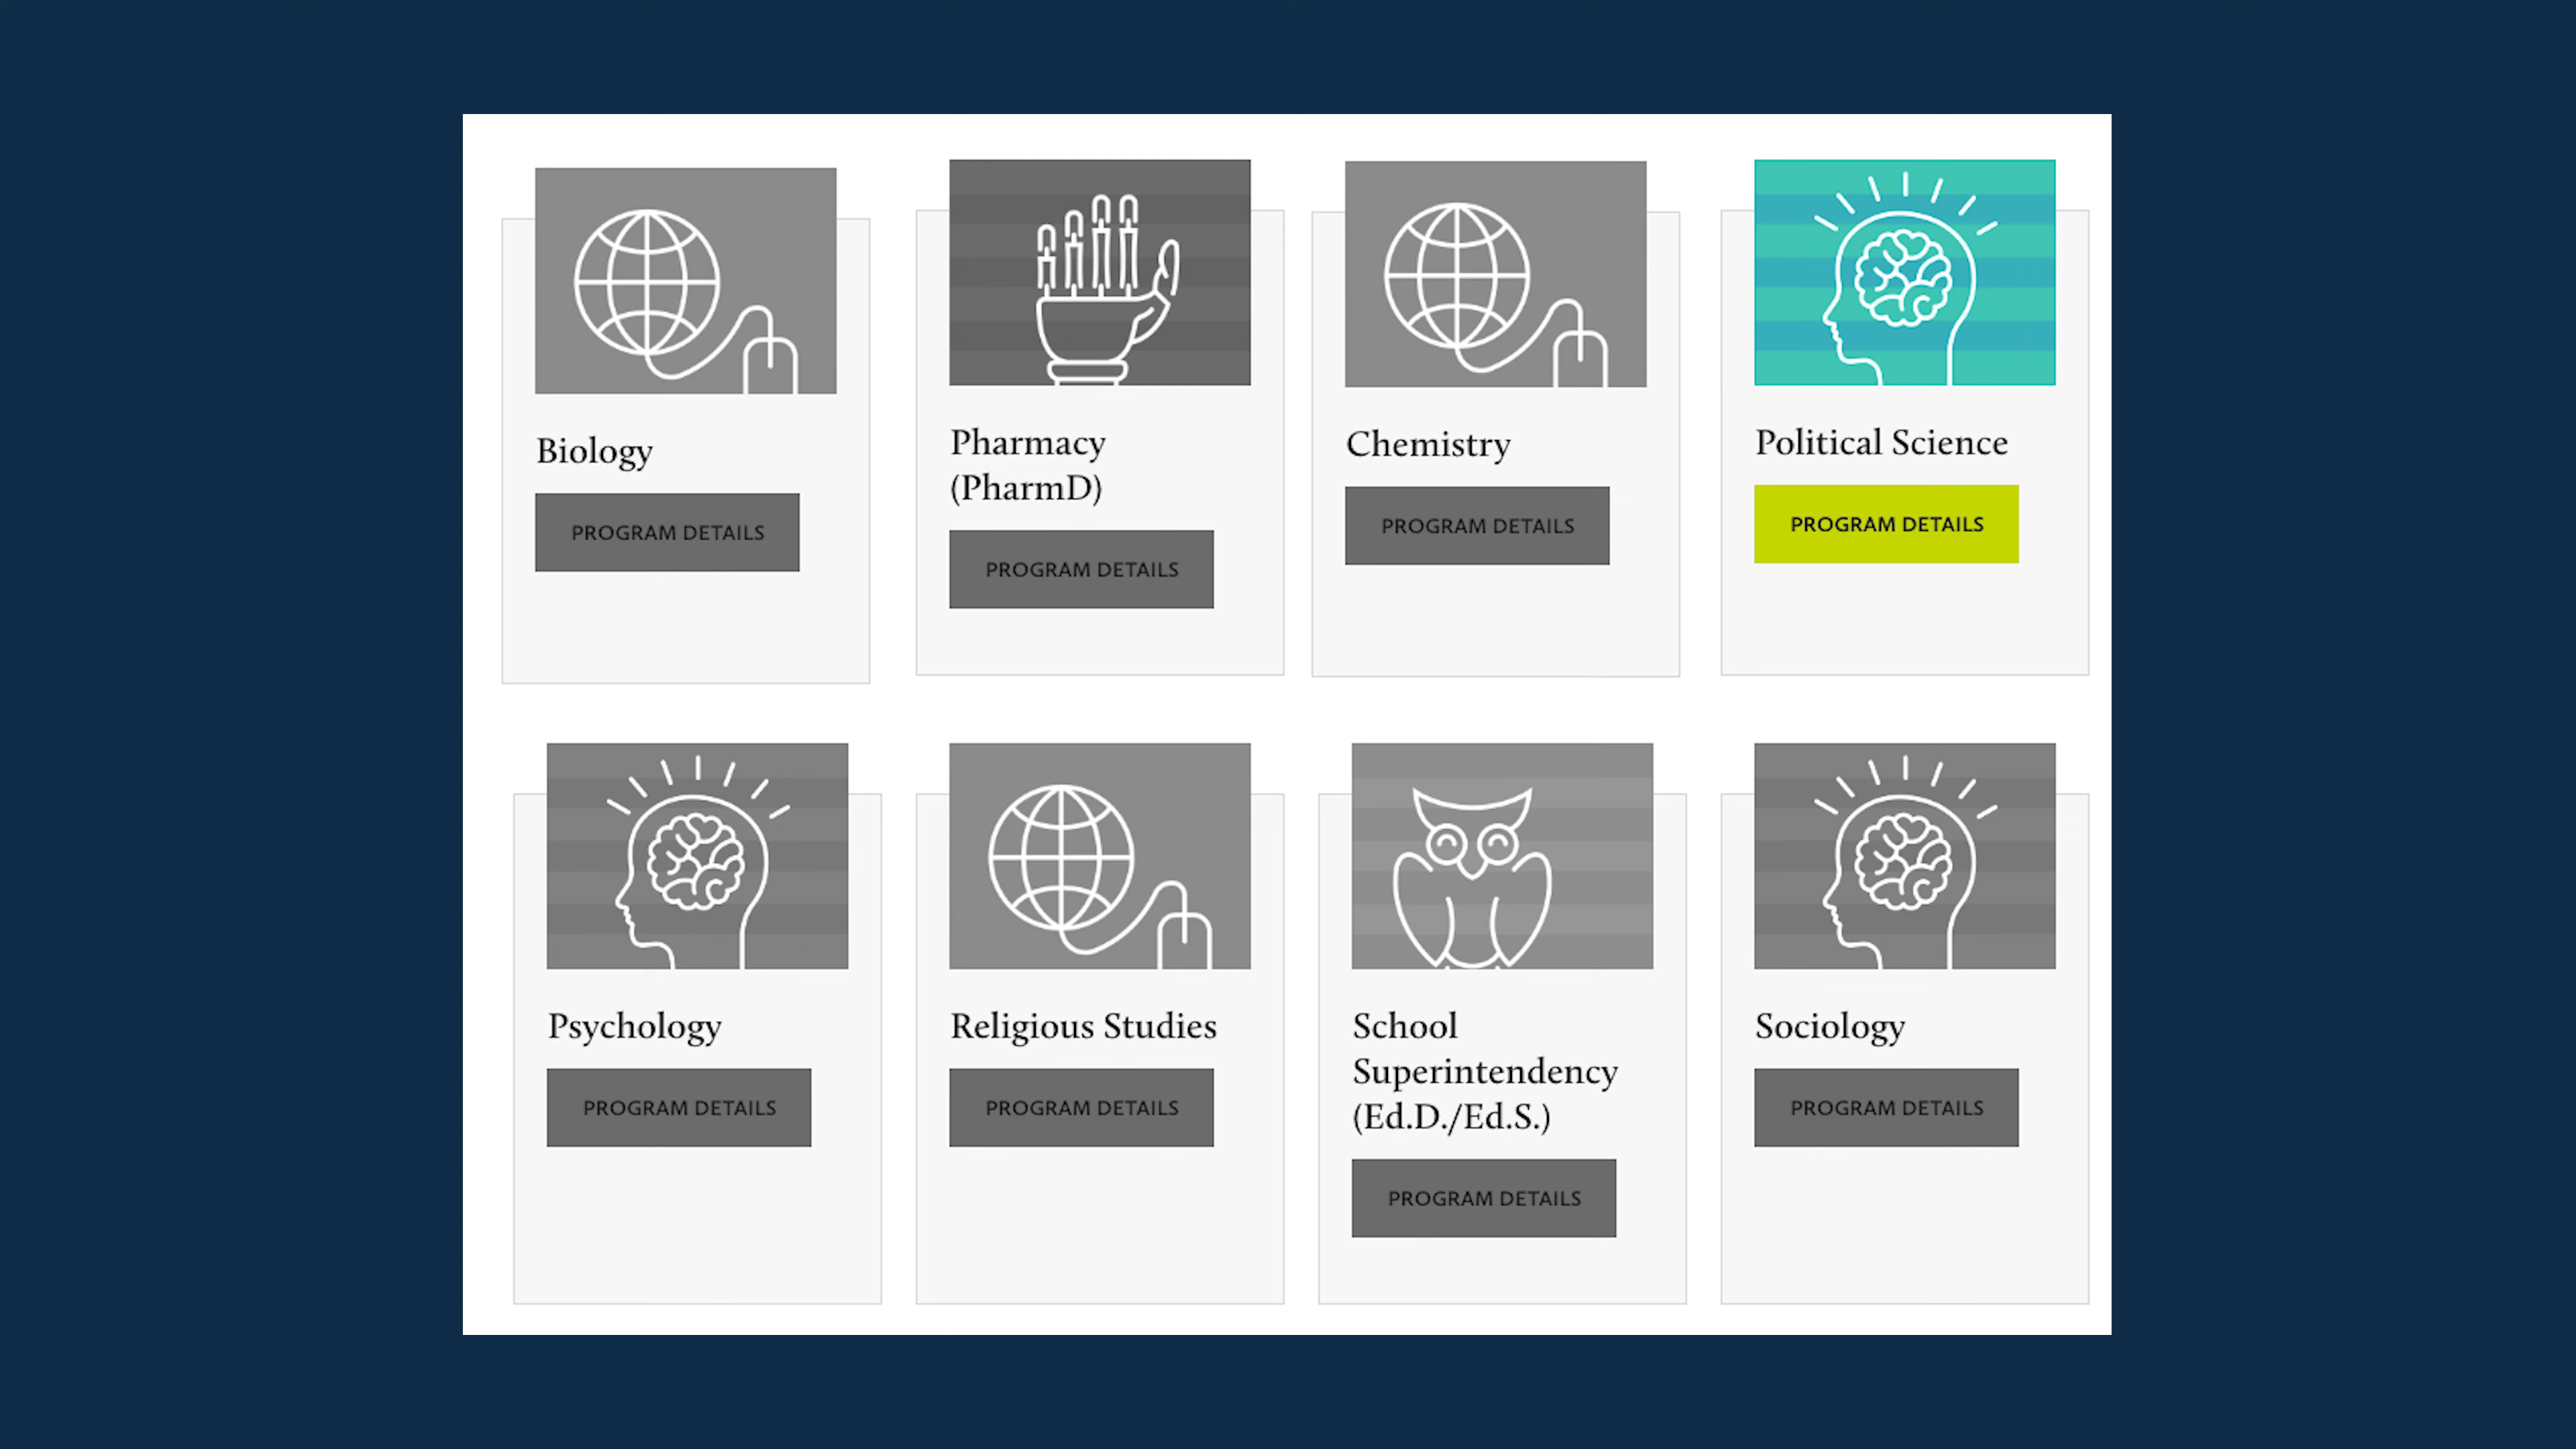 Biology
PROGRAM DETAILS
Pharmacy
(PharmD)
PROGRAM DETAILS
Chemistry
PROGRAM DETAILS
Political Science
PROGRAM DETAILS
Psychology
PROGRAM DETAILS
Religious Studies
PROGRAM DETAILS
School
Superintendency
(Ed.D./Ed.S.)
PROGRAM DETAILS
Sociology
PROGRAM DETAILS